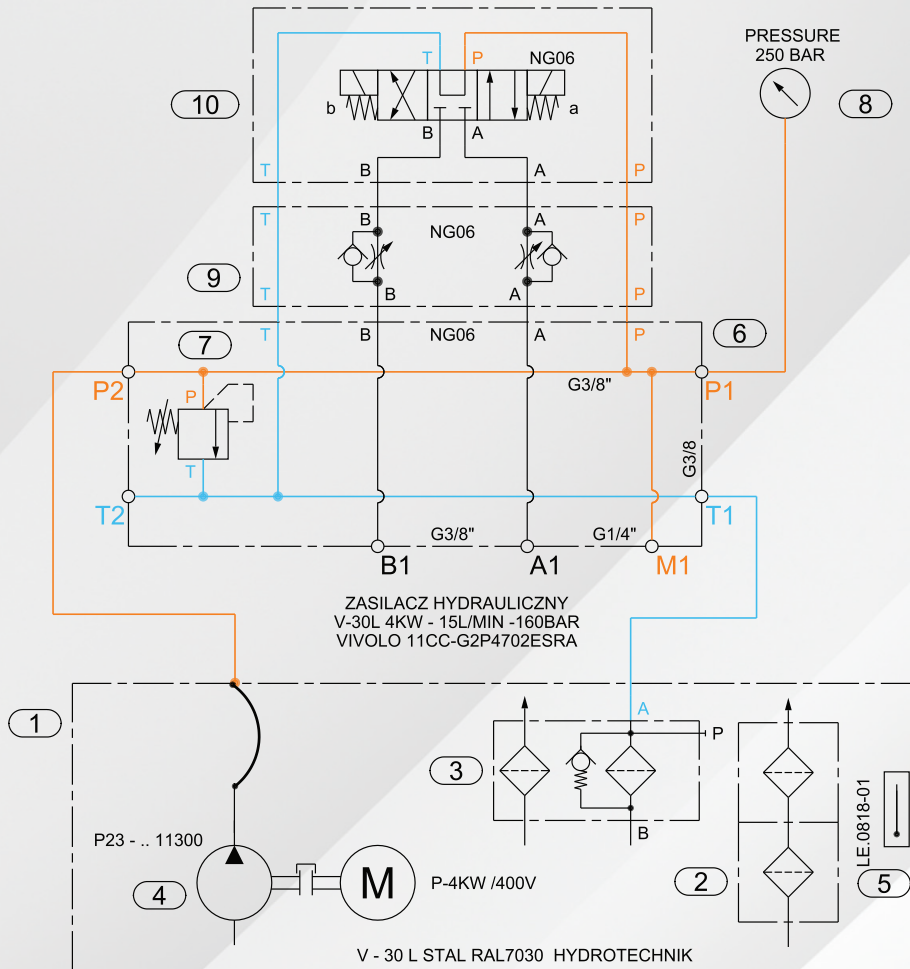 PRESSURE
250 BAR
8
T
P
NG06
10
b
a
B
A
T
B
A
P
T
B
NG06
A
P
9
T
B
A
P
T
B
NG06
A
P
6
7
P2
P
G3/8"
P1
T
G3/8
T2
T1
G3/8"
G1/4"
B1
A1
M1
ZASILACZ HYDRAULICZNY
V-30L 4KW - 15L/MIN -160BAR
VIVOLO 11CC-G2P4702ESRA
1
A
P
3
B
P23 - .. 11300
4
M
P-4KW /400V
2
LE.0818-01
5
V - 30 L STAL RAL7030 HYDROTECHNIK